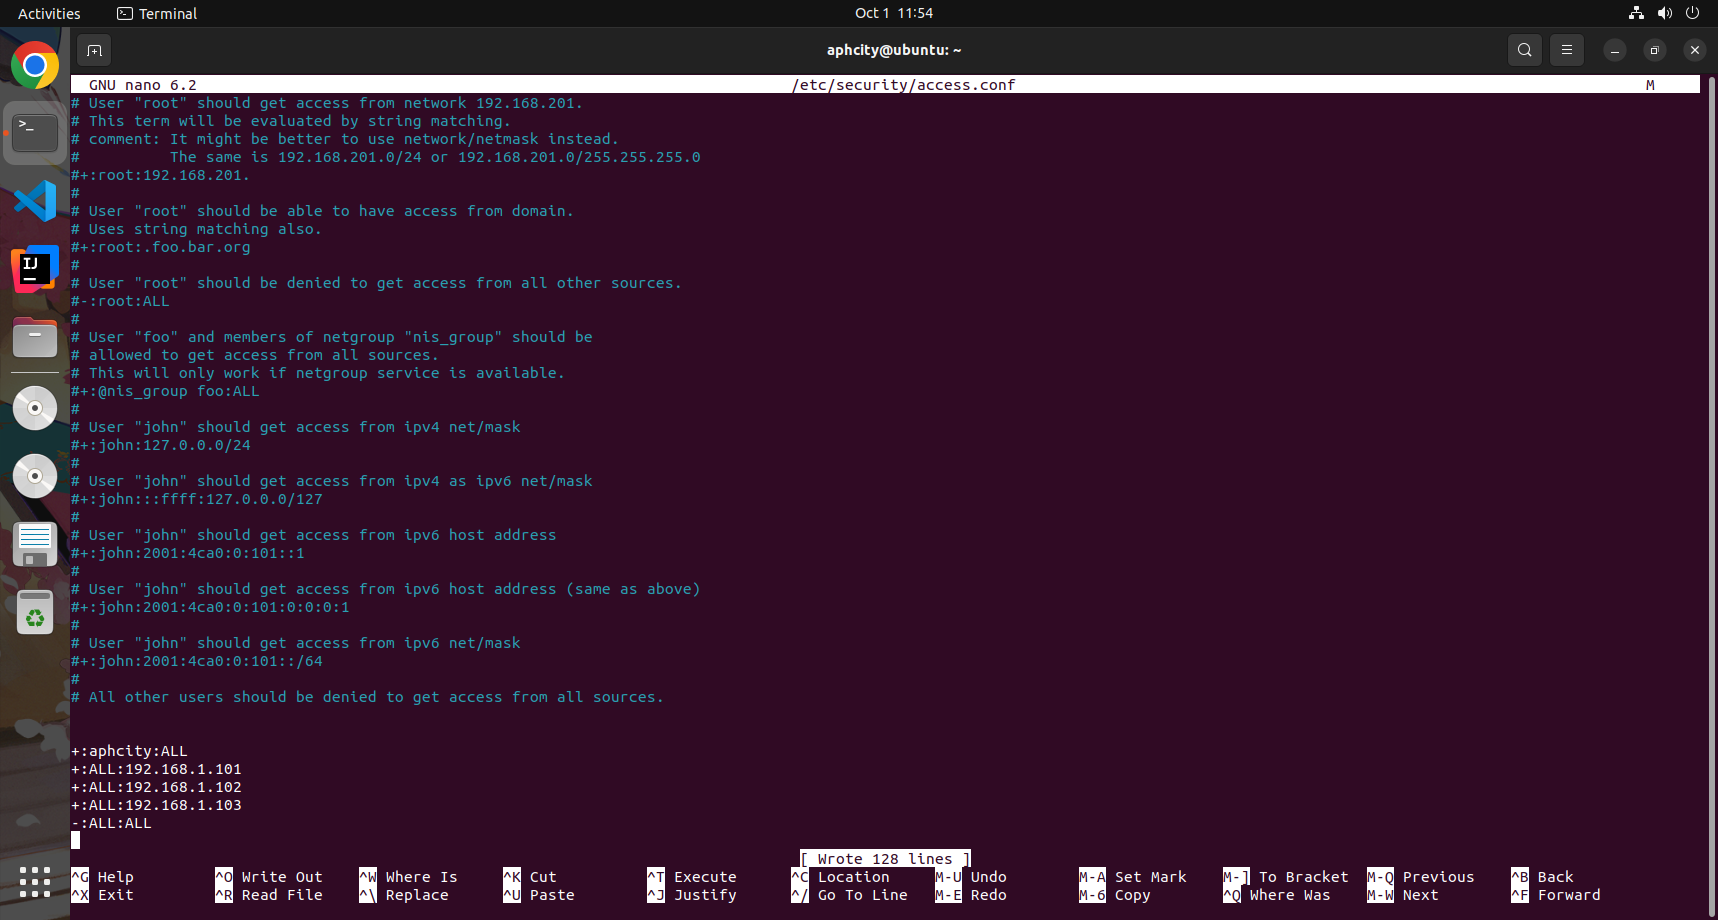 Activities Terminal Oct 1 11:54
aphcity@ubuntu: ~
GNU nano 6.2 /etc/security/access.conf M
# User "root" should get access from network 192.168.201.
# This term will be evaluated by string matching.
# comment: It might be better to use network/netmask instead.
#          The same is 192.168.201.0/24 or 192.168.201.0/255.255.255.0
#+:root:192.168.201.
#
# User "root" should be able to have access from domain.
# Uses string matching also.
#+:root:.foo.bar.org
#
# User "root" should be denied to get access from all other sources.
#-:root:ALL
#
# User "foo" and members of netgroup "nis_group" should be
# allowed to get access from all sources.
# This will only work if netgroup service is available.
#+:@nis_group foo:ALL
#
# User "john" should get access from ipv4 net/mask
#+:john:127.0.0.0/24
#
# User "john" should get access from ipv4 as ipv6 net/mask
#+:john:::ffff:127.0.0.0/127
#
# User "john" should get access from ipv6 host address
#+:john:2001:4ca0:0:101::1
#
# User "john" should get access from ipv6 host address (same as above)
#+:john:2001:4ca0:0:101:0:0:0:1
#
# User "john" should get access from ipv6 net/mask
#+:john:2001:4ca0:0:101::/64
#
# All other users should be denied to get access from all sources.
+:aphcity:ALL
+:ALL:192.168.1.101
+:ALL:192.168.1.102
+:ALL:192.168.1.103
-:ALL:ALL
[ Wrote 128 lines ]
^G Help ^O Write Out ^W Where Is ^K Cut ^T Execute ^C Location M-U Undo M-A Set Mark M-] To Bracket M-Q Previous ^B Back
^X Exit ^R Read File ^\ Replace ^U Paste ^J Justify ^/ Go To Line M-E Redo M-6 Copy ^Q Where Was M-W Next ^F Forward
>_
IJ